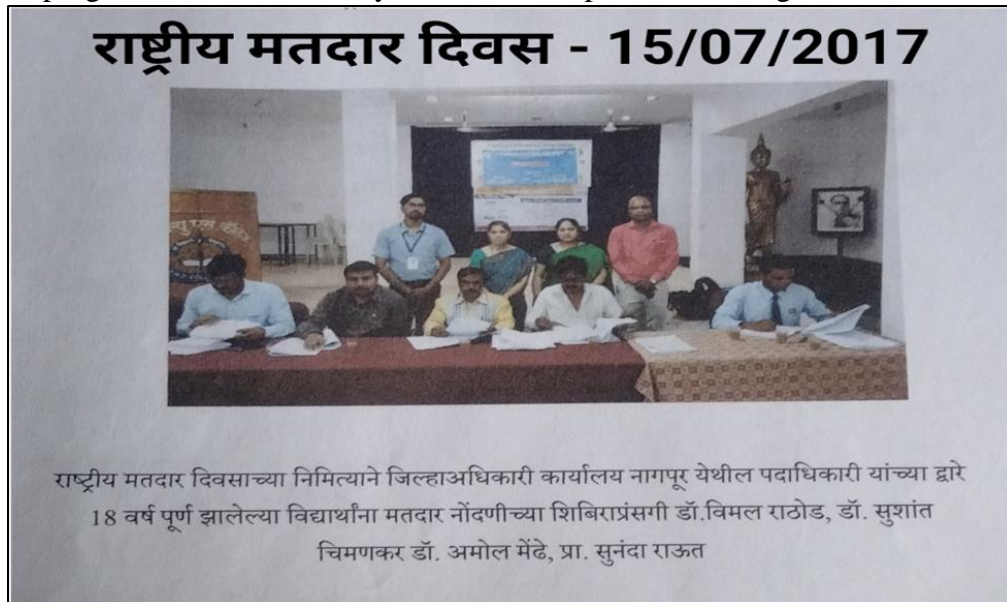 राष्ट्रीय मतदार दिवस - 15/07/2017
राष्ट्रीय मतदार दिवसाच्या निमित्याने जिल्हाअधिकारी कार्यालय नागपूर येथील पदाधिकारी यांच्या द्वारे
18 वर्ष पूर्ण झालेल्या विद्यार्थांना मतदार नोंदणीच्या शिबिराप्रंसगी डॉ.विमल राठोड, डॉ. सुशांत
चिमणकर डॉ. अमोल मेंढे, प्रा. सुनंदा राऊत